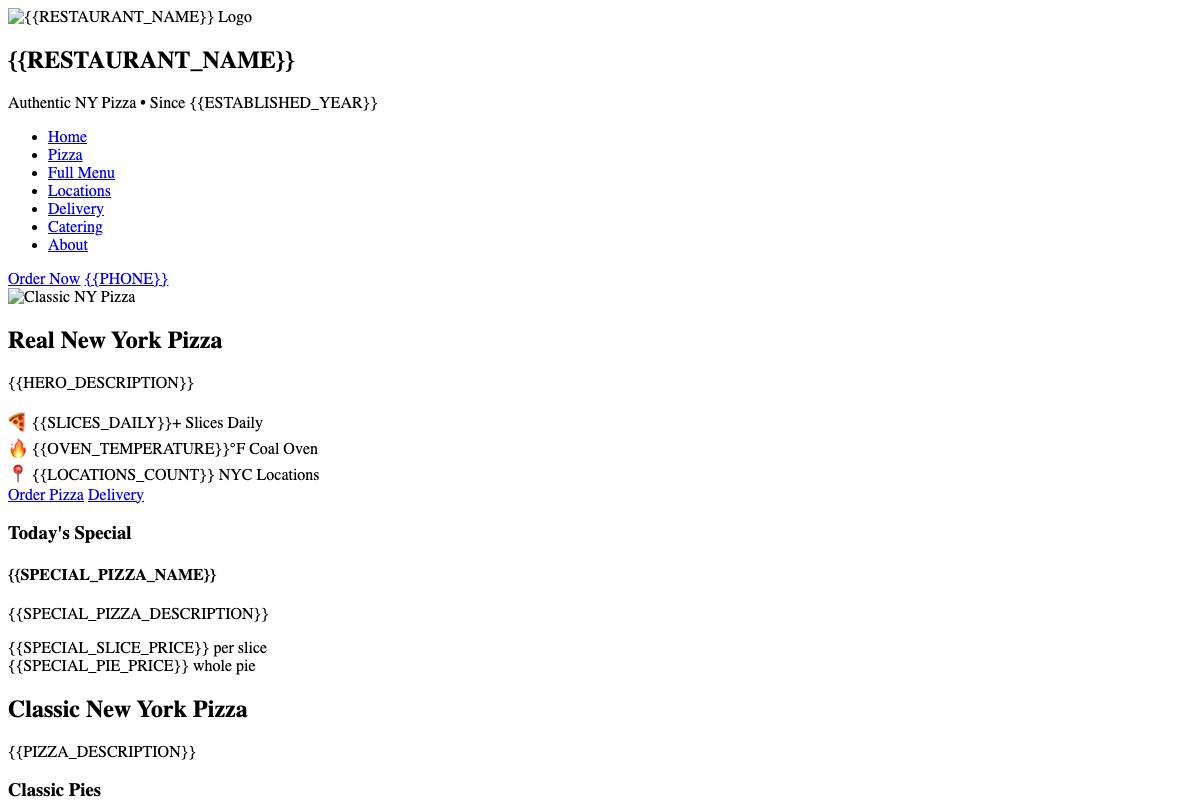 {{RESTAURANT_NAME}} Logo
{{RESTAURANT_NAME}}
Authentic NY Pizza • Since {{ESTABLISHED_YEAR}}
Home
Pizza
Full Menu
Locations
Delivery
Catering
About
Order Now {{PHONE}}
Classic NY Pizza
Real New York Pizza
{{HERO_DESCRIPTION}}
🍕 {{SLICES_DAILY}}+ Slices Daily
🔥 {{OVEN_TEMPERATURE}}°F Coal Oven
📍 {{LOCATIONS_COUNT}} NYC Locations
Order Pizza Delivery
Today's Special
{{SPECIAL_PIZZA_NAME}}
{{SPECIAL_PIZZA_DESCRIPTION}}
{{SPECIAL_SLICE_PRICE}} per slice
{{SPECIAL_PIE_PRICE}} whole pie
Classic New York Pizza
{{PIZZA_DESCRIPTION}}
Classic Pies